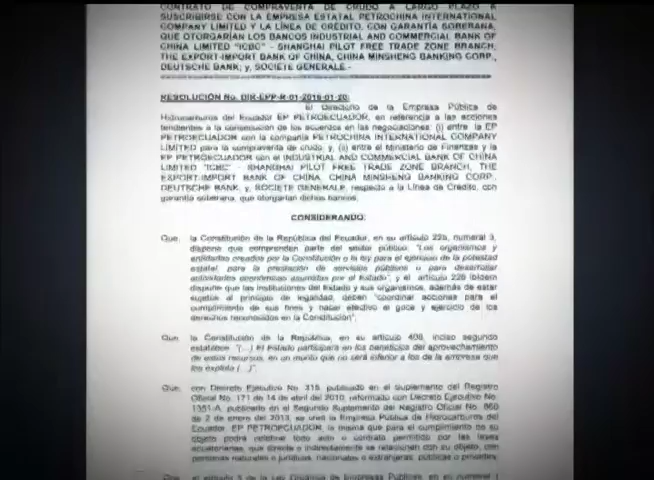 CONTRATO DE COMPRAVENTA DE CRUDO A LARGO PLAZO A
SUSCRIBIRSE CON LA EMPRESA ESTATAL PETROCHINA INTERNATIONAL
COMPANY LIMITED Y LA LÍNEA DE CRÉDITO, CON GARANTÍA SOBERANA,
QUE OTORGARÍAN LOS BANCOS INDUSTRIAL AND COMMERCIAL BANK OF
CHINA LIMITED "ICBC" - SHANGHAI PILOT FREE TRADE ZONE BRANCH,
THE EXPORT-IMPORT BANK OF CHINA, CHINA MINSHENG BANKING CORP.,
DEUTSCHE BANK; y, SOCIETE GENERALE.-
RESOLUCIÓN No. DIR-EPP-R-01-2016-01-20:
El Directorio de la Empresa Pública de
Hidrocarburos del Ecuador EP PETROECUADOR, en referencia a las acciones
tendientes a la consecución de los acuerdos en las negociaciones: (i) entre la EP
PETROECUADOR con la compañía PETROCHINA INTERNATIONAL COMPANY
LIMITED para la compraventa de crudo y, (ii) entre el Ministerio de Finanzas y la
EP PETROECUADOR con el INDUSTRIAL AND COMMERCIAL BANK OF CHINA
LIMITED "ICBC" - SHANGHAI PILOT FREE TRADE ZONE BRANCH, THE
EXPORT-IMPORT BANK OF CHINA, CHINA MINSHENG BANKING CORP.,
DEUTSCHE BANK, y, SOCIETE GENERALE, respecto a la Línea de Crédito, con
garantía soberana, que otorgarían dichos bancos.
CONSIDERANDO:
Que, la Constitución de la República del Ecuador, en su artículo 225, numeral 3,
dispone que comprenden parte del sector público: "Los organismos y
entidades creados por la Constitución o la ley para el ejercicio de la potestad
estatal, para la prestación de servicios públicos o para desarrollar
actividades económicas asumidas por el Estado"; y el artículo 226 ibídem
dispone que las instituciones del Estado y sus organismos, además de estar
sujetos al principio de legalidad, deben "coordinar acciones para el
cumplimiento de sus fines y hacer efectivo el goce y ejercicio de los
derechos reconocidos en la Constitución".
Que, la Constitución de la República, en su artículo 408, inciso segundo
establece: "(...) el Estado participará en los beneficios del aprovechamiento
de estos recursos, en un monto que no será inferior a los de la empresa que
los explota (...)".
Que, con Decreto Ejecutivo No. 315, publicado en el Suplemento del Registro
Oficial No. 171 de 14 de abril del 2010, reformado con Decreto Ejecutivo No.
1351-A, publicado en el Segundo Suplemento del Registro Oficial No. 860
de 2 de enero del 2013, se creó la Empresa Pública de Hidrocarburos del
Ecuador, EP PETROECUADOR, la misma que para el cumplimiento de su
objeto podrá celebrar todo acto o contrato permitido por las leyes
ecuatorianas, que directa o indirectamente se relacionen con su objeto, con
personas naturales o jurídicas, nacionales o extranjeras, públicas o privadas.